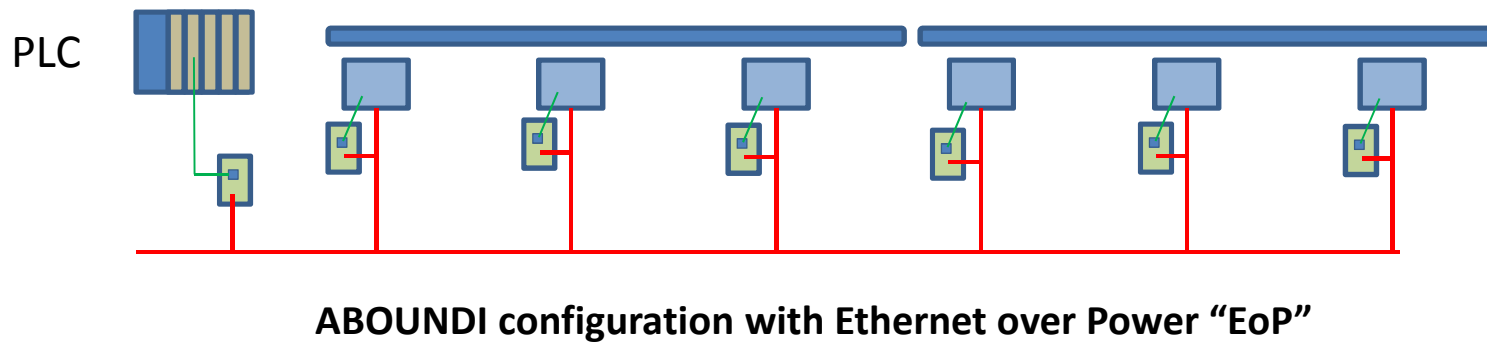 PLC
ABOUNDI configuration with Ethernet over Power “EoP”